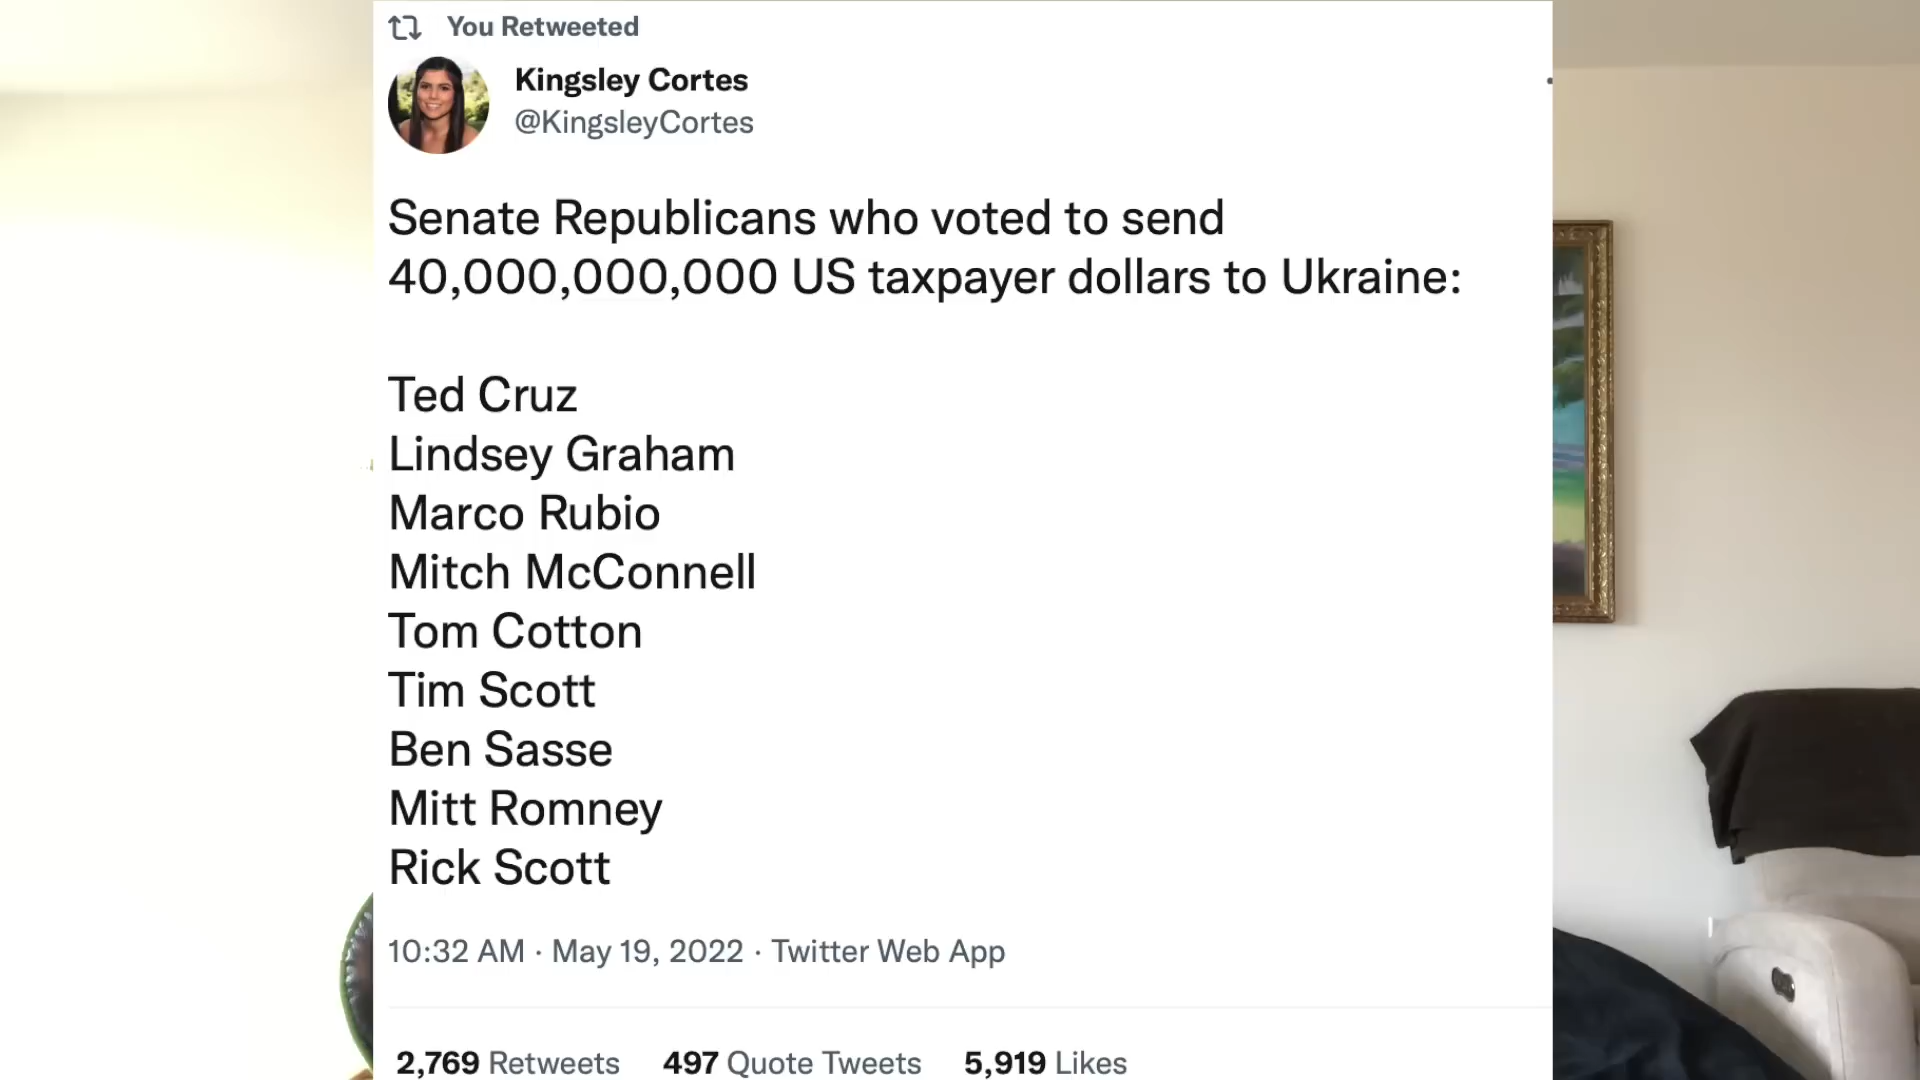 You Retweeted
Kingsley Cortes
@KingsleyCortes
Senate Republicans who voted to send
40,000,000,000 US taxpayer dollars to Ukraine:
Ted Cruz
Lindsey Graham
Marco Rubio
Mitch McConnell
Tom Cotton
Tim Scott
Ben Sasse
Mitt Romney
Rick Scott
10:32 AM · May 19, 2022 · Twitter Web App
2,769 Retweets 497 Quote Tweets 5,919 Likes